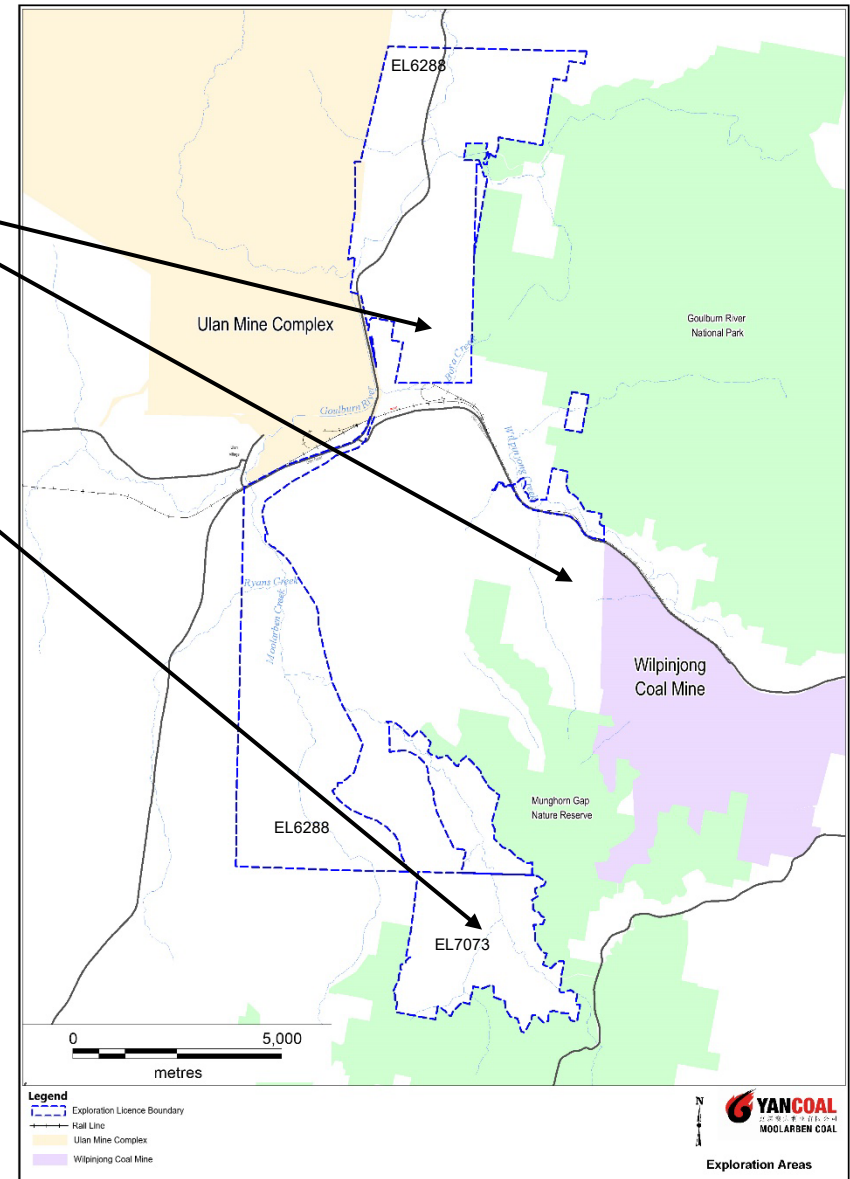 EL6288
Ulan Mine Complex
Goulburn River
National Park
Goulburn River
Wilpinjong Creek
Ryans Creek
Moolarben Creek
Wilpinjong
Coal Mine
Munghorn Gap
Nature Reserve
EL6288
EL7073
0 5,000
metres
Legend
Exploration Licence Boundary
Rail Line
Ulan Mine Complex
Wilpinjong Coal Mine
N
YANCOAL
MOOLARBEN COAL
Exploration Areas